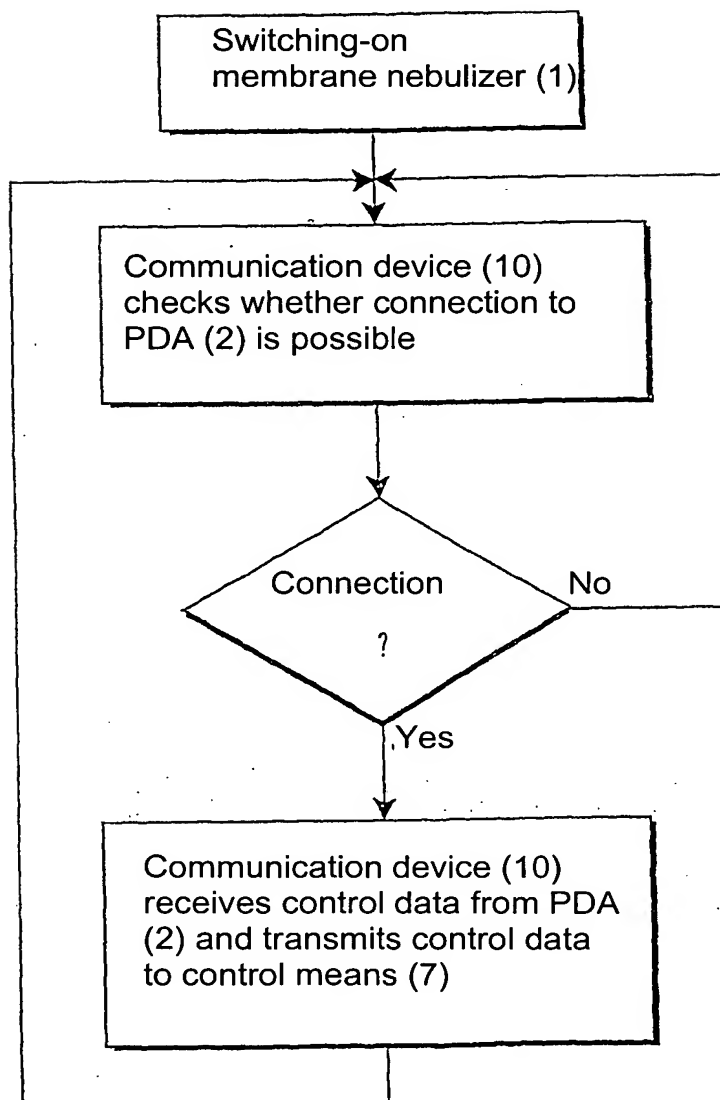 Switching-on
membrane nebulizer (1)
Communication device (10)
checks whether connection to
PDA (2) is possible
Connection
?
No
Yes
Communication device (10)
receives control data from PDA
(2) and transmits control data
to control means (7)